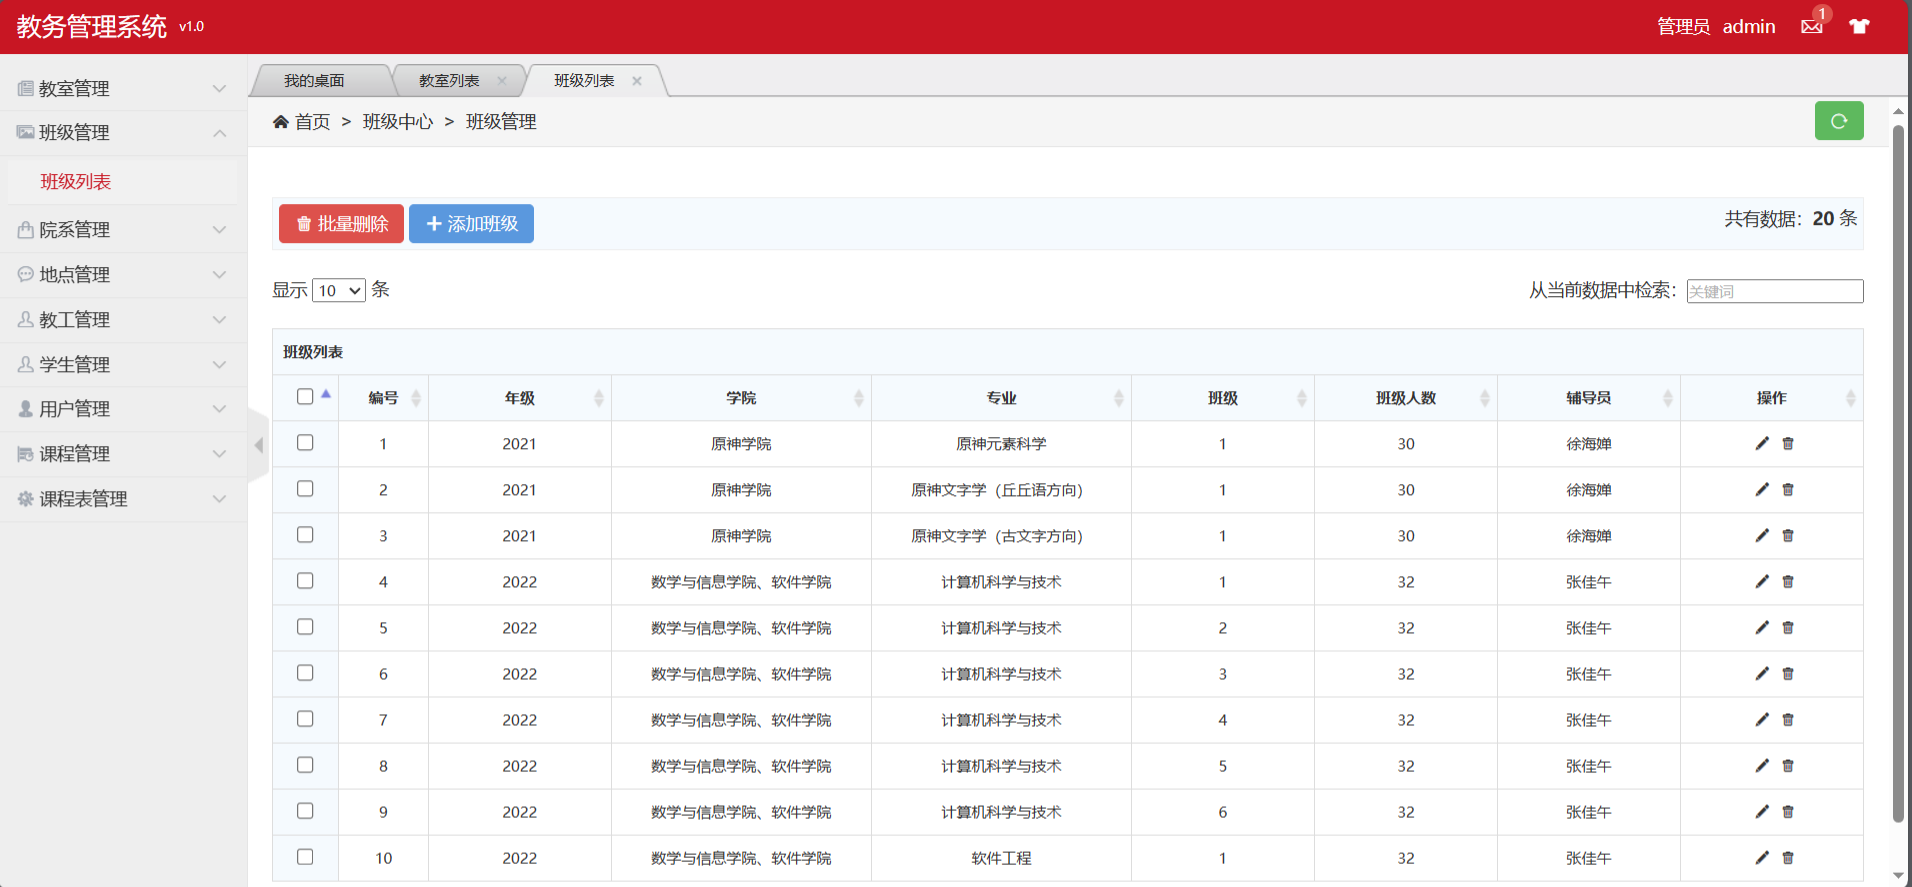 教务管理系统 v1.0 管理员 admin 1
我的桌面 教室列表 班级列表
首页 > 班级中心 > 班级管理
教室管理
班级管理
班级列表
院系管理
地点管理
教工管理
学生管理
用户管理
课程管理
课程表管理
批量删除 添加班级 共有数据：20 条
显示 10 条 从当前数据中检索： 关键词
班级列表
编号 年级 学院 专业 班级 班级人数 辅导员 操作
1 2021 原神学院 原神元素科学 1 30 徐海婵
2 2021 原神学院 原神文字学（丘丘语方向） 1 30 徐海婵
3 2021 原神学院 原神文字学（古文字方向） 1 30 徐海婵
4 2022 数学与信息学院、软件学院 计算机科学与技术 1 32 张佳午
5 2022 数学与信息学院、软件学院 计算机科学与技术 2 32 张佳午
6 2022 数学与信息学院、软件学院 计算机科学与技术 3 32 张佳午
7 2022 数学与信息学院、软件学院 计算机科学与技术 4 32 张佳午
8 2022 数学与信息学院、软件学院 计算机科学与技术 5 32 张佳午
9 2022 数学与信息学院、软件学院 计算机科学与技术 6 32 张佳午
10 2022 数学与信息学院、软件学院 软件工程 1 32 张佳午